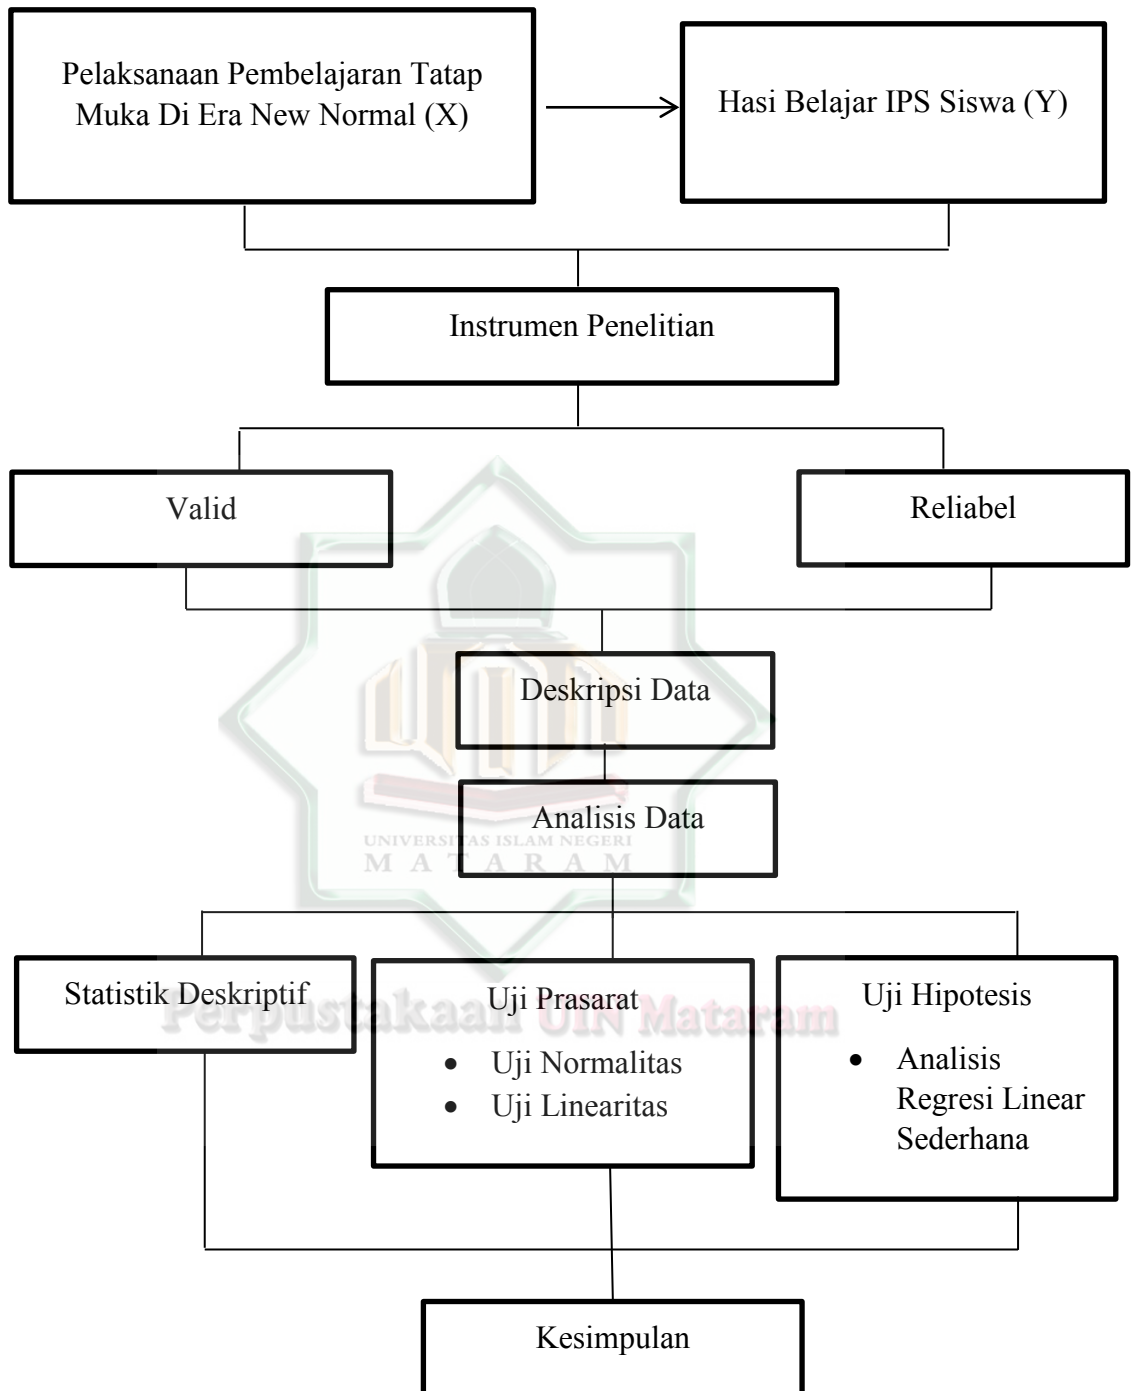 Pelaksanaan Pembelajaran Tatap
Muka Di Era New Normal (X)
Hasi Belajar IPS Siswa (Y)
Instrumen Penelitian
Valid
Reliabel
Deskripsi Data
Analisis Data
UNIVERSITAS ISLAM NEGERI
MATARAM
Statistik Deskriptif
Uji Prasarat
• Uji Normalitas
• Uji Linearitas
Uji Hipotesis
• Analisis
Regresi Linear
Sederhana
Perpustakaan UIN Mataram
Kesimpulan